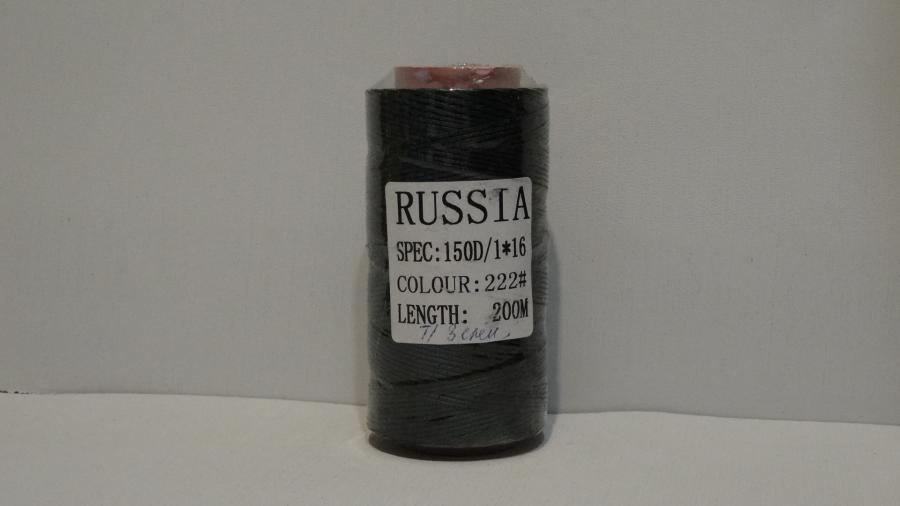 RUSSIA
SPEC:150D/1*16
COLOUR:222#
LENGTH: 200M
Т/ Зелен.